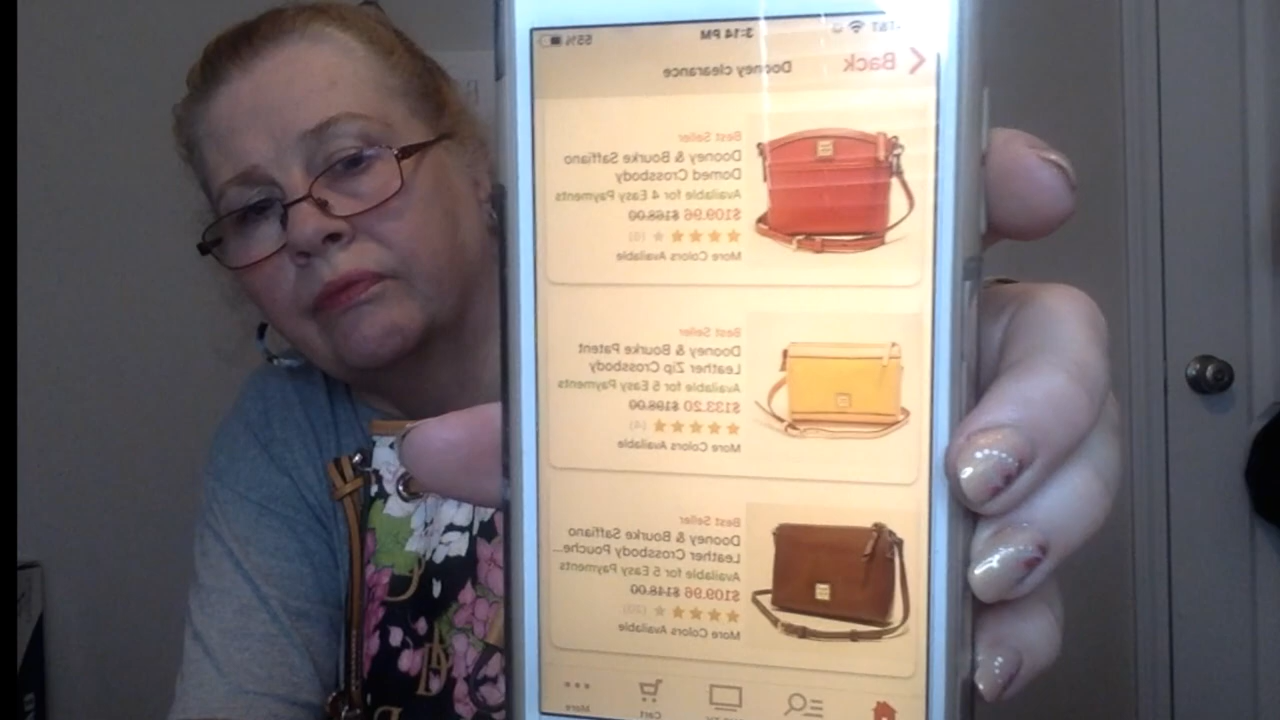 AT&T 3:14 PM 55%
Back Dooney clearance
Best Seller
Dooney & Bourke Saffiano
Domed Crossbody
Available for 4 Easy Payments
$109.96 $168.00
More Colors Available
Best Seller
Dooney & Bourke Patent
Leather Zip Crossbody
Available for 5 Easy Payments
$133.20 $198.00
(4)
More Colors Available
Best Seller
Dooney & Bourke Saffiano
Leather Crossbody Pouche...
Available for 5 Easy Payments
$109.96 $148.00
More Colors Available
Cart
More